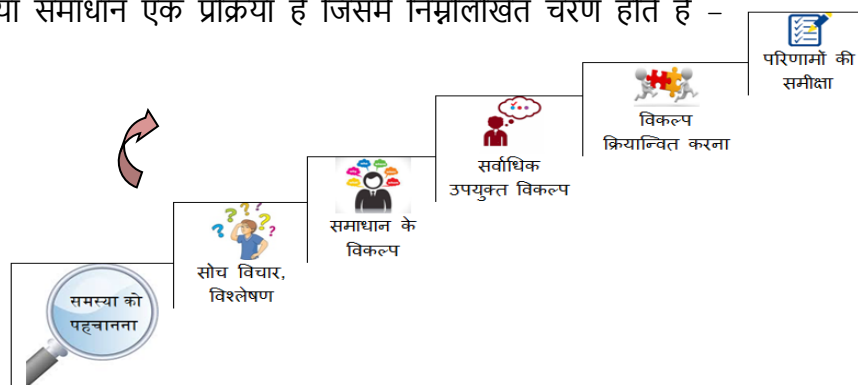 समाधान एक प्रक्रिया है जिसमें निम्नलिखित चरण होते हैं –
समस्या को
पहचानना
सोच विचार,
विश्लेषण
समाधान के
विकल्प
सर्वाधिक
उपयुक्त विकल्प
विकल्प
क्रियान्वित करना
परिणामों की
समीक्षा